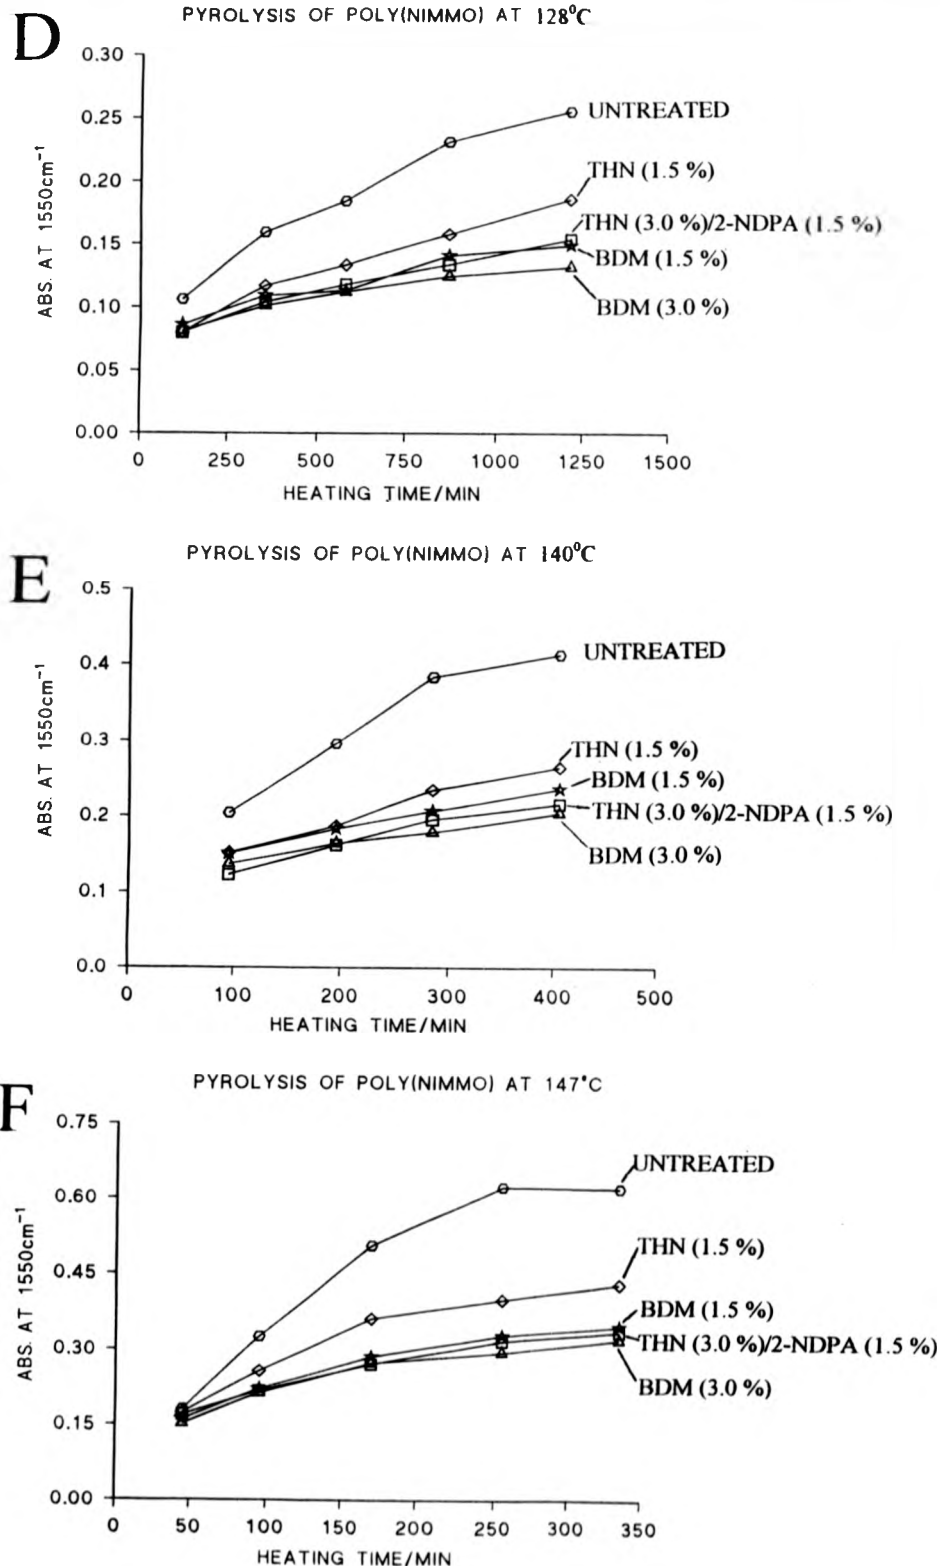 D
PYROLYSIS OF POLY(NIMMO) AT 128°C
0.30
0.25
0.20
0.15
0.10
0.05
0.00
ABS. AT 1550cm⁻¹
UNTREATED
THN (1.5 %)
THN (3.0 %)/2-NDPA (1.5 %)
BDM (1.5 %)
BDM (3.0 %)
0 250 500 750 1000 1250 1500
HEATING TIME/MIN
E
PYROLYSIS OF POLY(NIMMO) AT 140°C
0.5
0.4
0.3
0.2
0.1
0.0
ABS. AT 1550cm⁻¹
UNTREATED
THN (1.5 %)
BDM (1.5 %)
THN (3.0 %)/2-NDPA (1.5 %)
BDM (3.0 %)
0 100 200 300 400 500
HEATING TIME/MIN
F
PYROLYSIS OF POLY(NIMMO) AT 147°C
0.75
0.60
0.45
0.30
0.15
0.00
ABS. AT 1550cm⁻¹
UNTREATED
THN (1.5 %)
BDM (1.5 %)
THN (3.0 %)/2-NDPA (1.5 %)
BDM (3.0 %)
0 50 100 150 200 250 300 350
HEATING TIME/MIN